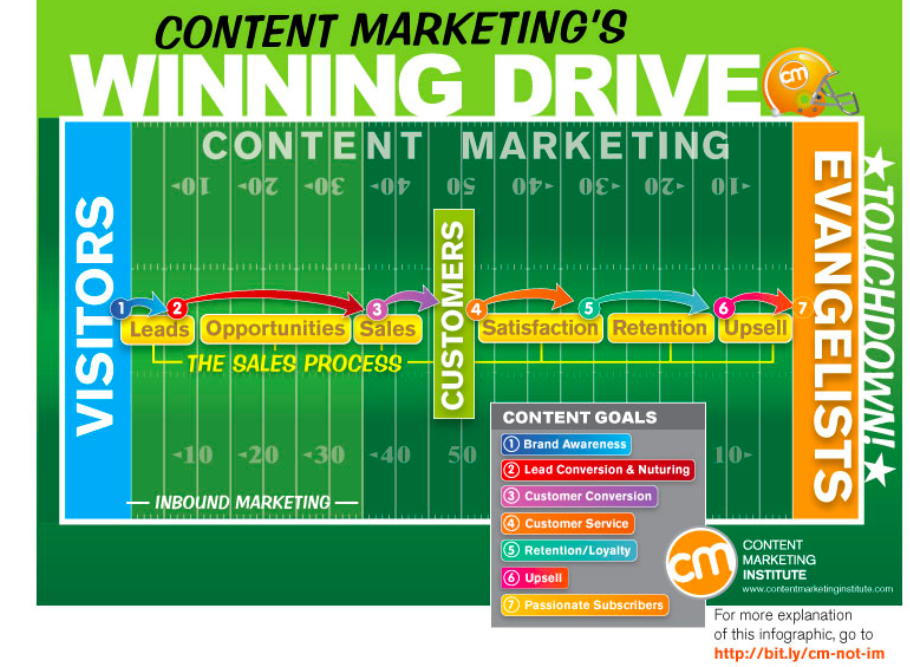 CONTENT MARKETING'S
WINNING DRIVE
cm
CONTENT MARKETING
◂10 ◂20 ◂30 ◂40 50 40▸ 30▸ 20▸ 10▸
VISITORS
CUSTOMERS
EVANGELISTS
★TOUCHDOWN!★
1 2 3 4 5 6 7
Leads Opportunities Sales Satisfaction Retention Upsell
THE SALES PROCESS
◂10 ◂20 ◂30 ◂40 50 10▸
— INBOUND MARKETING —
CONTENT GOALS
1 Brand Awareness
2 Lead Conversion & Nuturing
3 Customer Conversion
4 Customer Service
5 Retention/Loyalty
6 Upsell
7 Passionate Subscribers
cm
CONTENT
MARKETING
INSTITUTE
www.contentmarketinginstitute.com
For more explanation
of this infographic, go to
http://bit.ly/cm-not-im